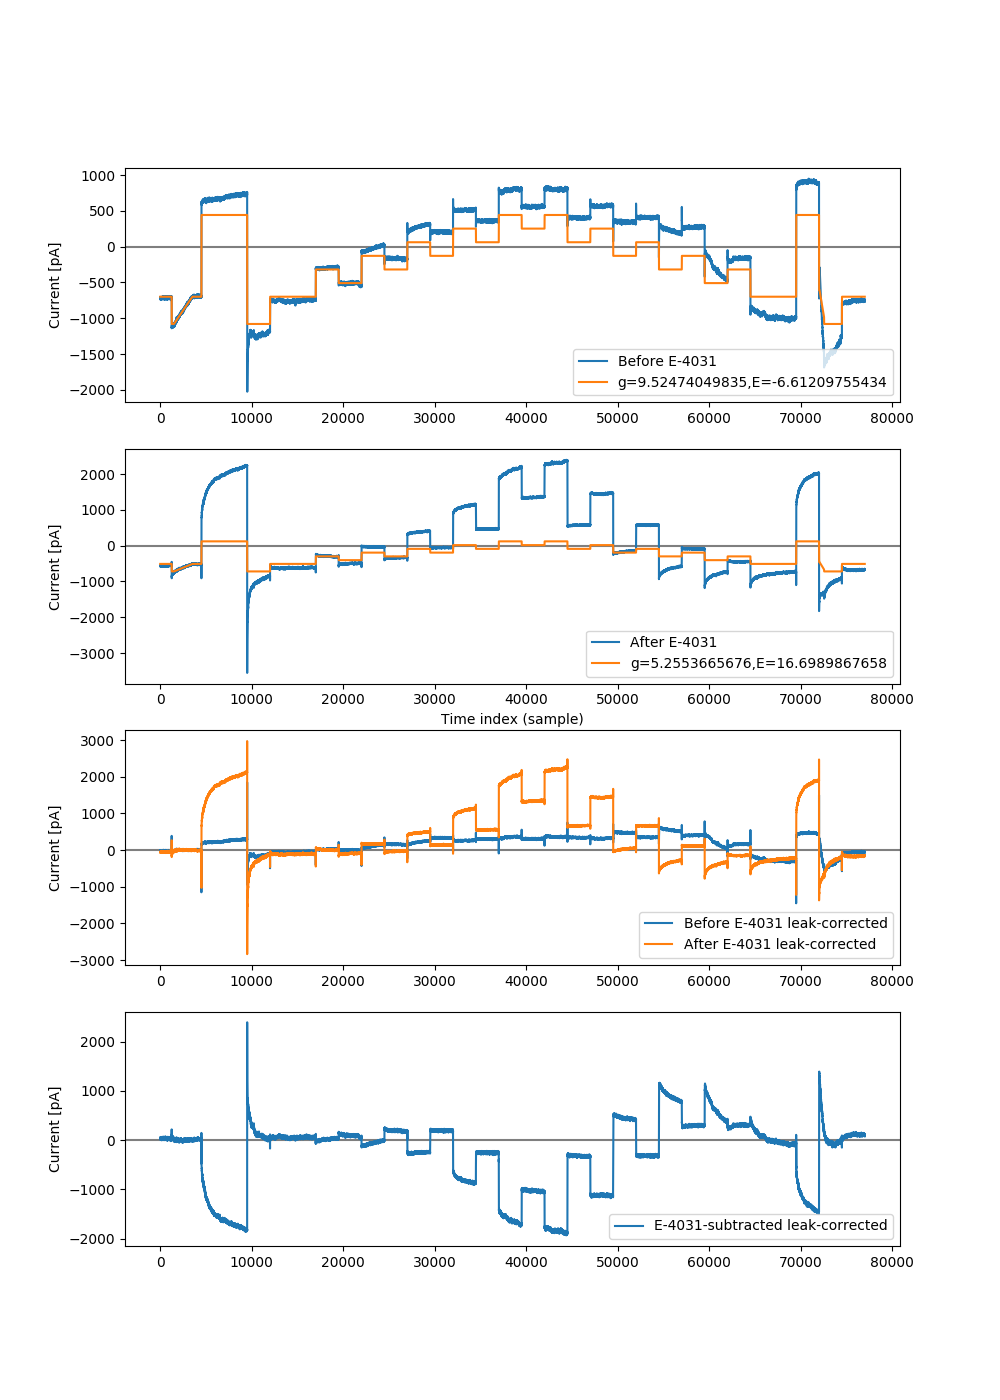 1000
500
0
−500
−1000
−1500
−2000
Current [pA]
Before E-4031
g=9.52474049835,E=-6.61209755434
0 10000 20000 30000 40000 50000 60000 70000 80000
2000
1000
0
−1000
−2000
−3000
Current [pA]
After E-4031
g=5.2553665676,E=16.6989867658
0 10000 20000 30000 40000 50000 60000 70000 80000
Time index (sample)
3000
2000
1000
0
−1000
−2000
−3000
Current [pA]
Before E-4031 leak-corrected
After E-4031 leak-corrected
0 10000 20000 30000 40000 50000 60000 70000 80000
2000
1000
0
−1000
−2000
Current [pA]
E-4031-subtracted leak-corrected
0 10000 20000 30000 40000 50000 60000 70000 80000